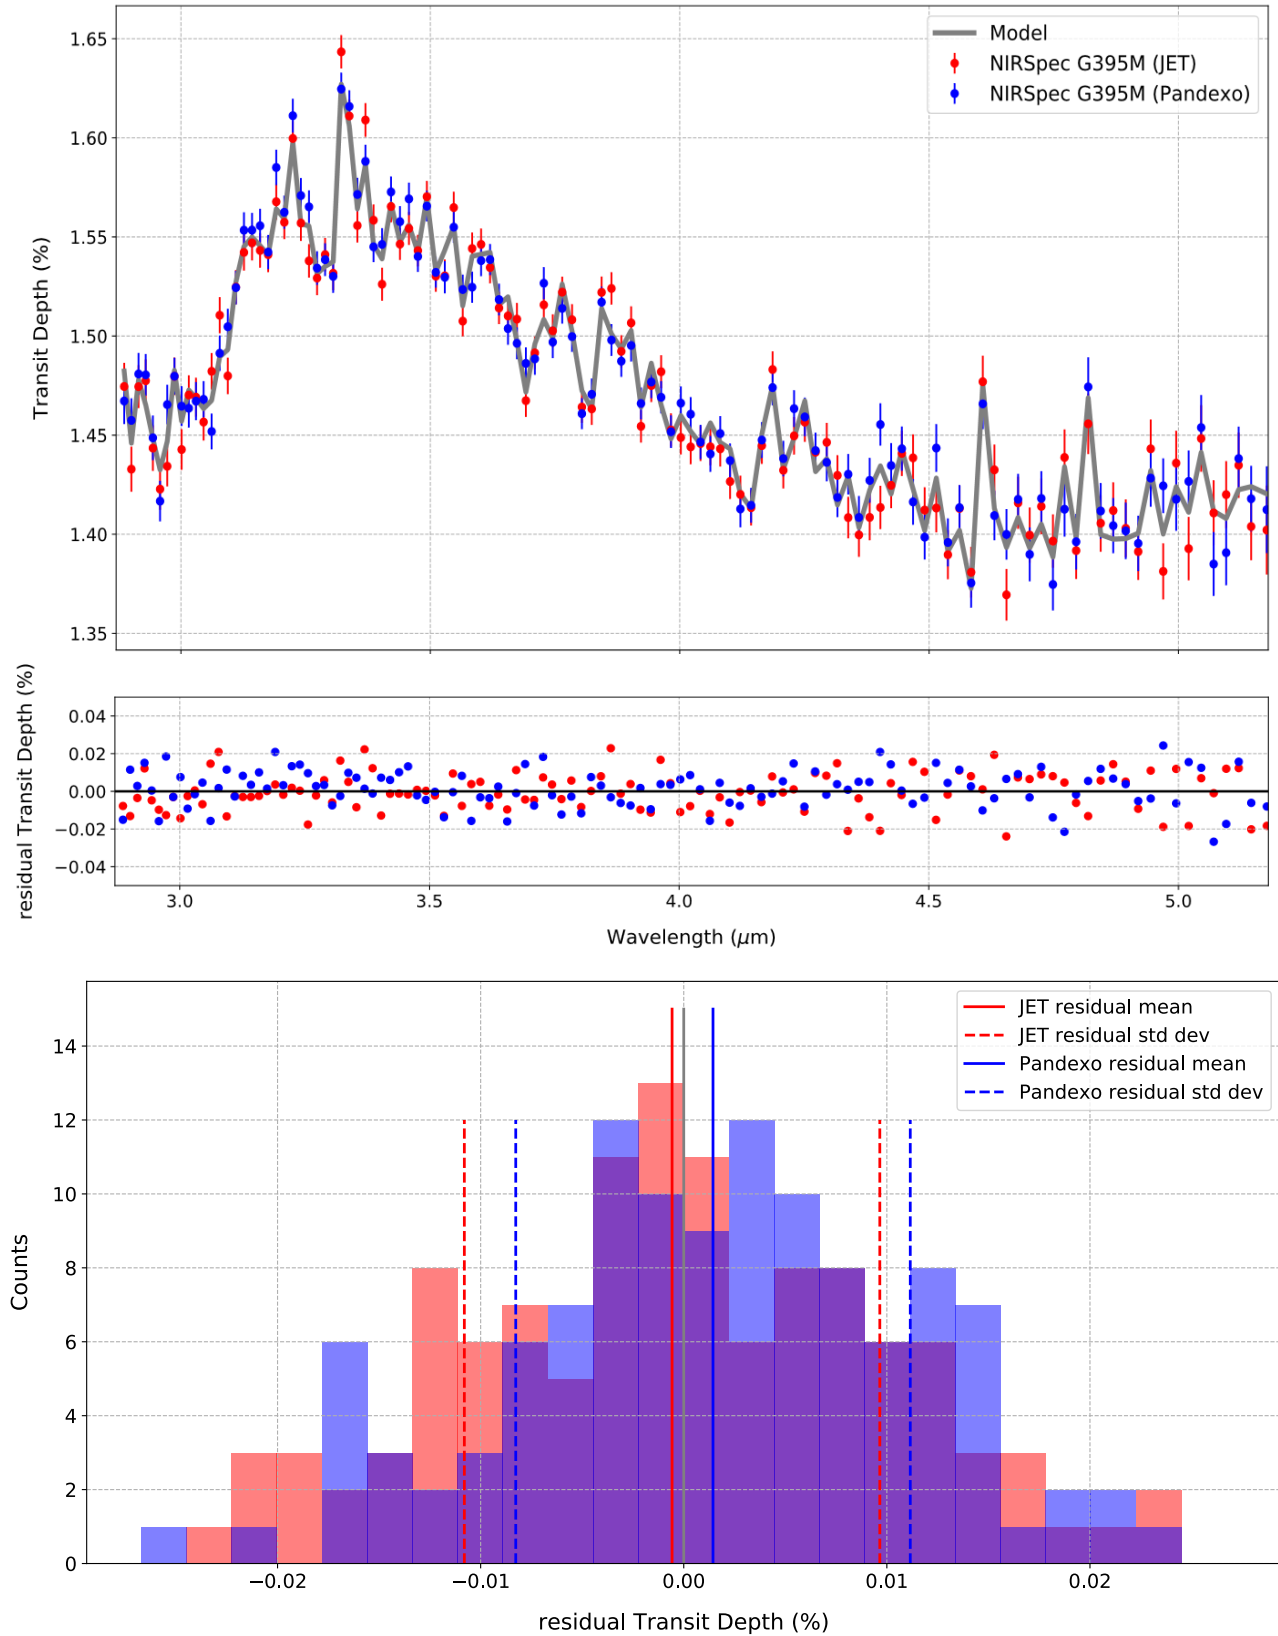 Model
NIRSpec G395M (JET)
NIRSpec G395M (Pandexo)
1.65
1.60
1.55
1.50
1.45
1.40
1.35
Transit Depth (%)
0.04
0.02
0.00
−0.02
−0.04
residual Transit Depth (%)
3.0 3.5 4.0 4.5 5.0
Wavelength (μm)
JET residual mean
JET residual std dev
Pandexo residual mean
Pandexo residual std dev
14
12
10
8
6
4
2
0
Counts
−0.02 −0.01 0.00 0.01 0.02
residual Transit Depth (%)